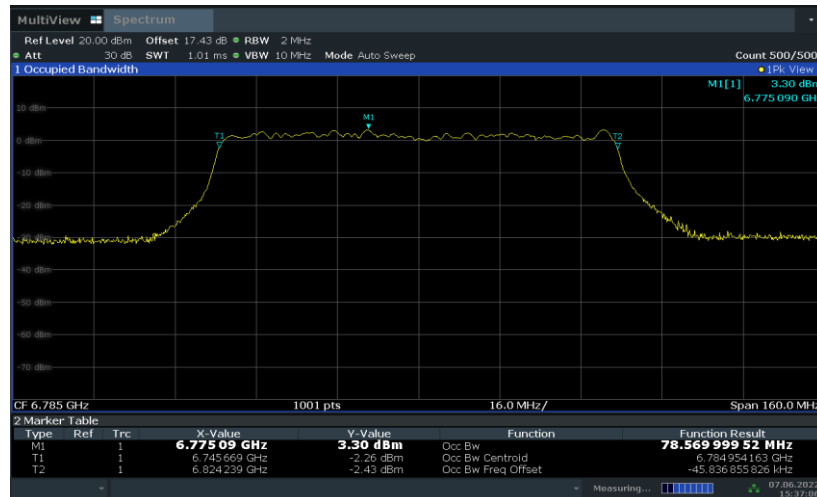 MultiView Spectrum
Ref Level 20.00 dBm Offset 17.43 dB RBW 2 MHz
Att 30 dB SWT 1.01 ms VBW 10 MHz Mode Auto Sweep Count 500/500
1 Occupied Bandwidth 1Pk View
M1[1] 3.30 dBm
6.775 090 GH
10 dBm
M1
0 dBm
T1 T2
-10 dBm
-20 dBm
-30 dBm
-40 dBm
-50 dBm
-60 dBm
-70 dBm
CF 6.785 GHz 1001 pts 16.0 MHz/ Span 160.0 MHz
2 Marker Table
Type Ref Trc X-Value Y-Value Function Function Result
M1 1 6.775 09 GHz 3.30 dBm Occ Bw 78.569 999 52 MHz
T1 1 6.745 669 GHz -2.26 dBm Occ Bw Centroid 6.784 954 163 GHz
T2 1 6.824 239 GHz -2.43 dBm Occ Bw Freq Offset -45.836 855 826 kHz
Measuring... 07.06.2022
15:37:06